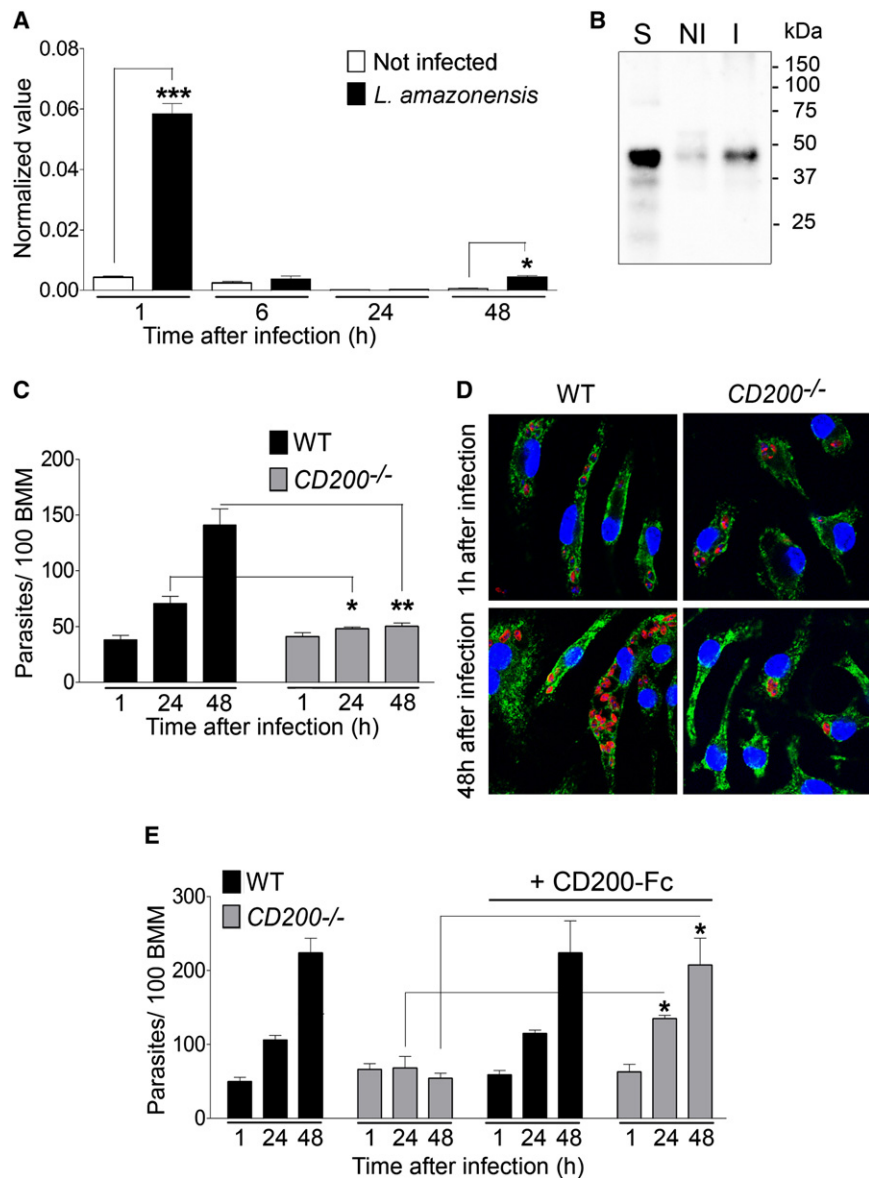 A
Normalized value
0.08
0.06
0.04
0.02
0.00
Not infected
L. amazonensis
***
*
1 6 24 48
Time after infection (h)
B
S NI I kDa
150
100
75
50
37
25
C
WT
CD200-/-
Parasites/ 100 BMM
200
150
100
50
0
* **
1 24 48 1 24 48
Time after infection (h)
D
WT CD200-/-
1h after infection
48h after infection
E
WT
CD200-/-
+ CD200-Fc
Parasites/ 100 BMM
300
200
100
0
*
*
1 24 48 1 24 48 1 24 48 1 24 48
Time after infection (h)